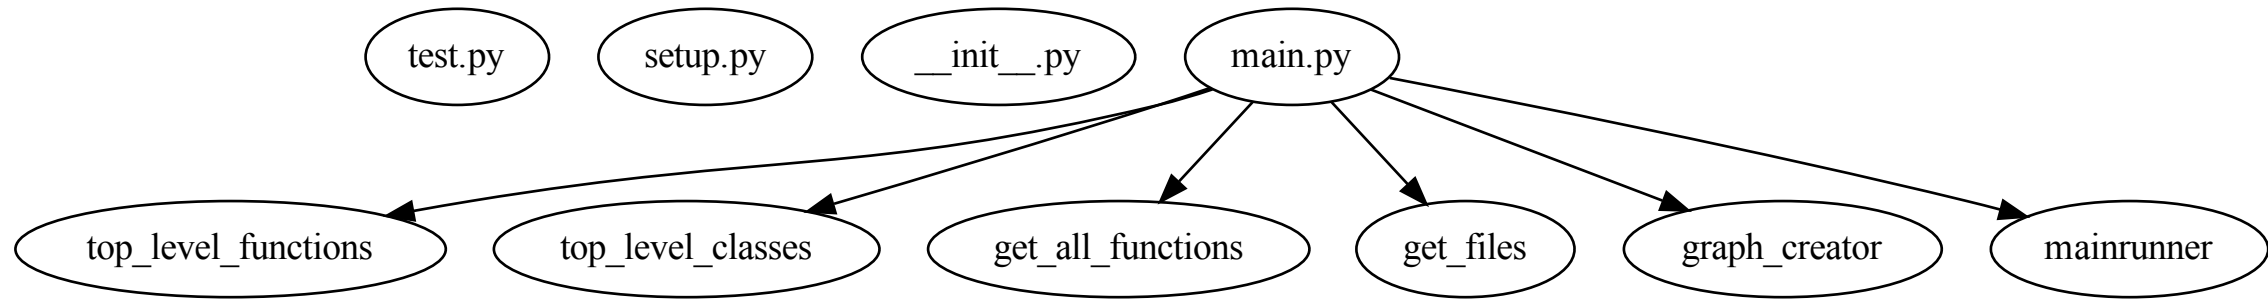 test.py
setup.py
__init__.py
main.py
top_level_functions
top_level_classes
get_all_functions
get_files
graph_creator
mainrunner